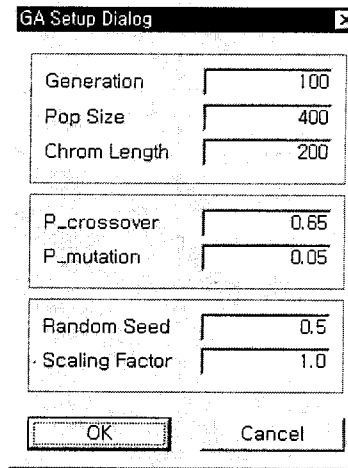 GA Setup Dialog
Generation 100
Pop Size 400
Chrom Length 200
P_crossover 0.65
P_mutation 0.05
Random Seed 0.5
Scaling Factor 1.0
OK Cancel